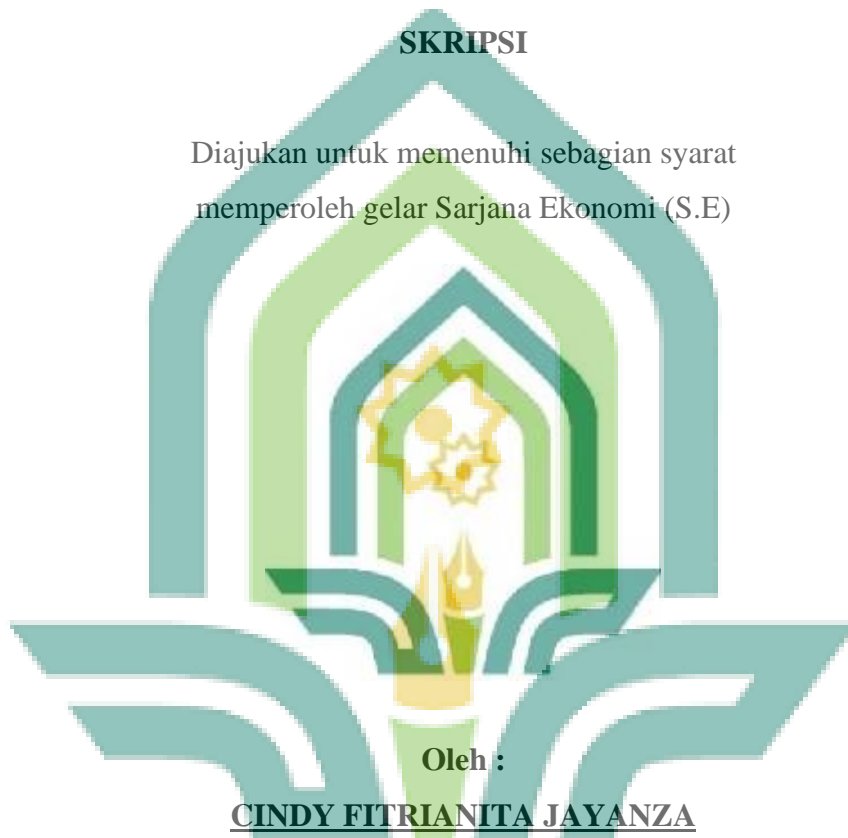 SKRIPSI
Diajukan untuk memenuhi sebagian syarat
memperoleh gelar Sarjana Ekonomi (S.E)
Oleh :
CINDY FITRIANITA JAYANZA